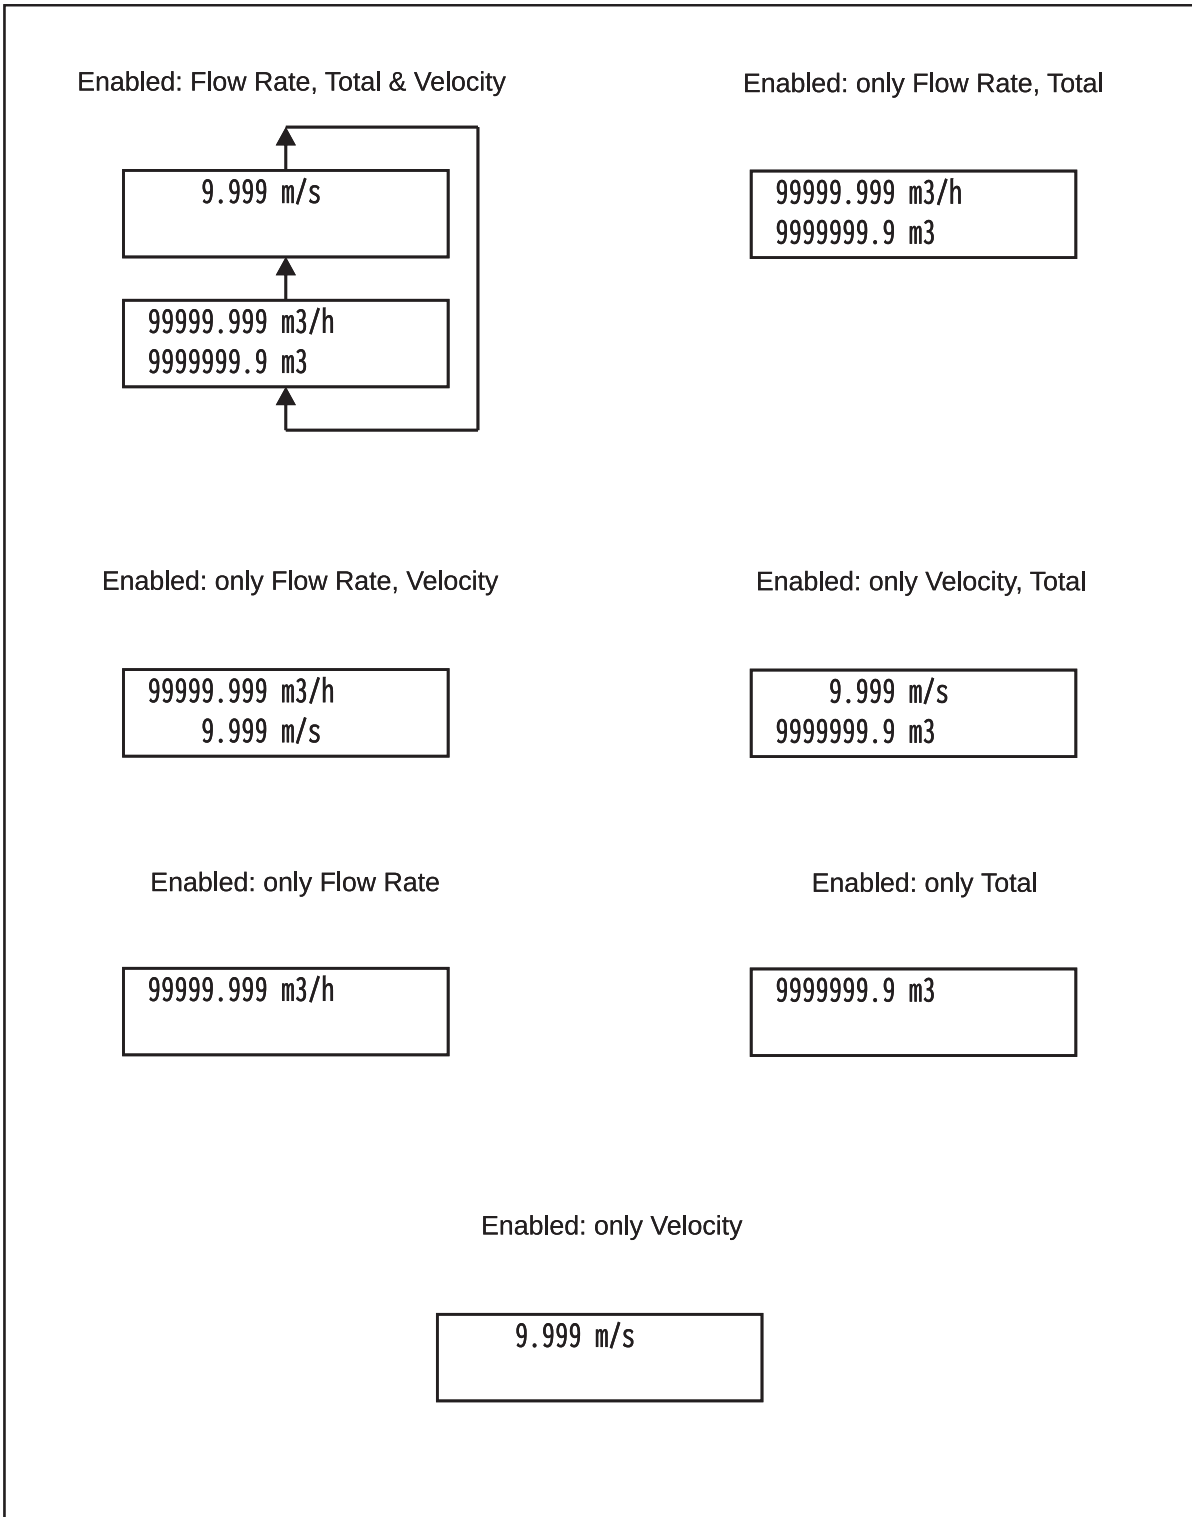 Enabled: Flow Rate, Total & Velocity
9.999 m/s
99999.999 m3/h
9999999.9 m3
Enabled: only Flow Rate, Total
99999.999 m3/h
9999999.9 m3
Enabled: only Flow Rate, Velocity
99999.999 m3/h
9.999 m/s
Enabled: only Velocity, Total
9.999 m/s
9999999.9 m3
Enabled: only Flow Rate
99999.999 m3/h
Enabled: only Total
9999999.9 m3
Enabled: only Velocity
9.999 m/s